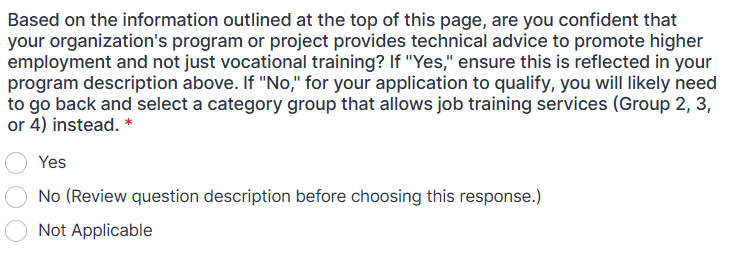 Based on the information outlined at the top of this page, are you confident that
your organization's program or project provides technical advice to promote higher
employment and not just vocational training? If "Yes," ensure this is reflected in your
program description above. If "No," for your application to qualify, you will likely need
to go back and select a category group that allows job training services (Group 2, 3,
or 4) instead. *
Yes
No (Review question description before choosing this response.)
Not Applicable